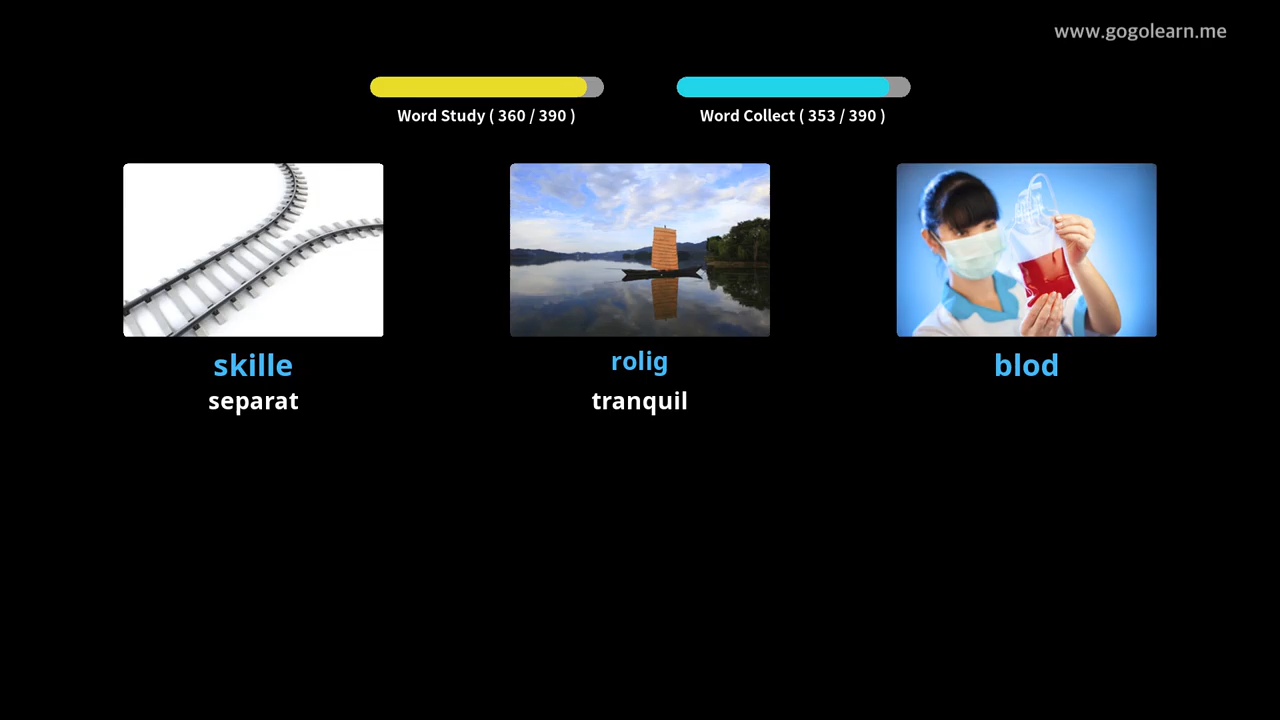 www.gogolearn.me
Word Study ( 360 / 390 )
Word Collect ( 353 / 390 )
skille
separat
rolig
tranquil
blod